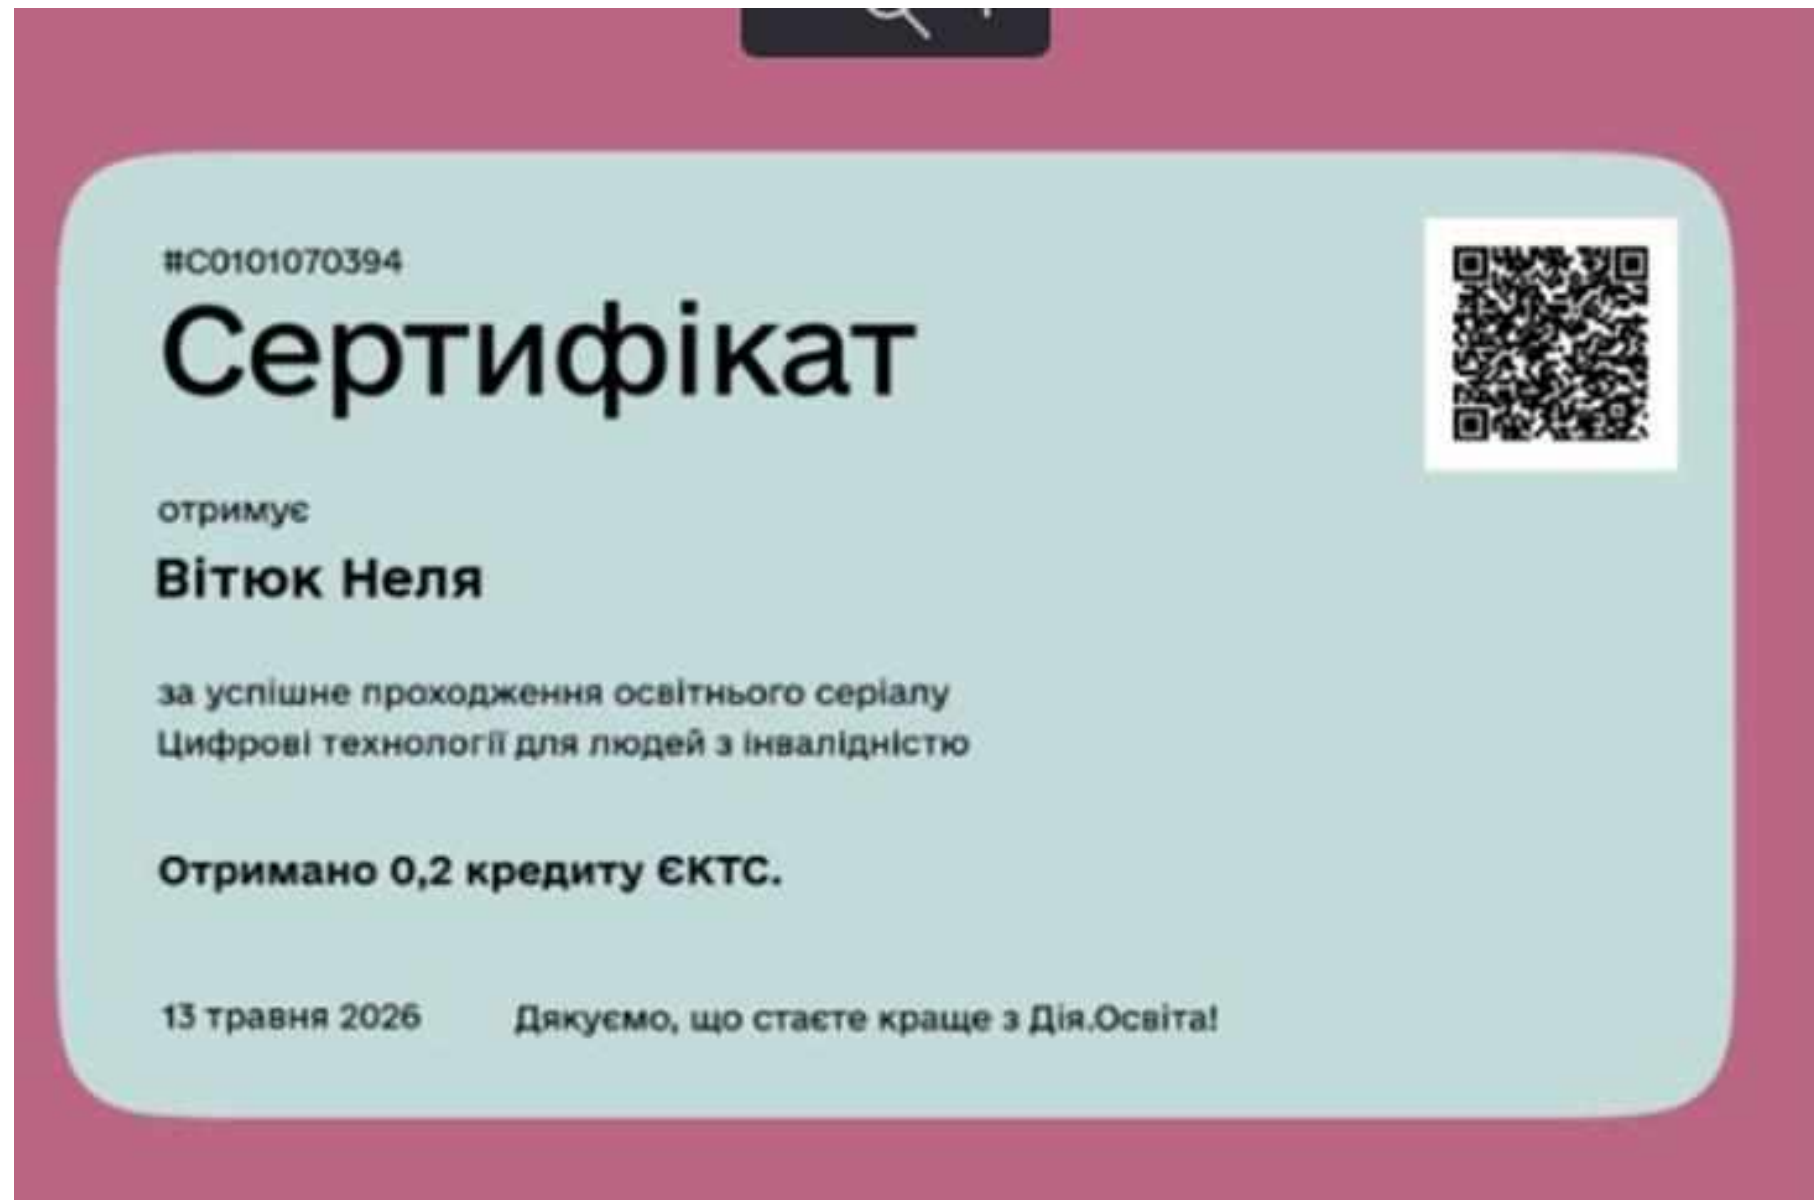 #C0101070394
Сертифікат
отримує
Вітюк Неля
за успішне проходження освітнього серіалу
Цифрові технології для людей з інвалідністю
Отримано 0,2 кредиту ЄКТС.
13 травня 2026 Дякуємо, що стаєте краще з Дія.Освіта!